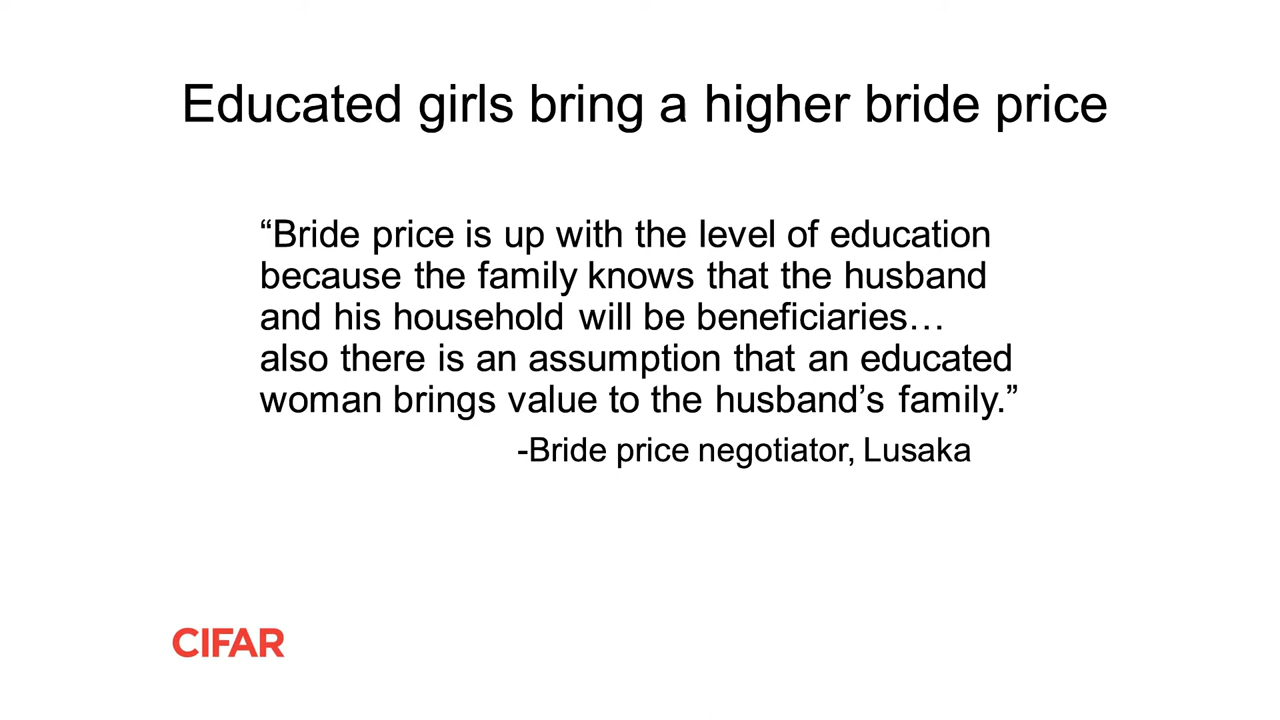 Educated girls bring a higher bride price
“Bride price is up with the level of education
because the family knows that the husband
and his household will be beneficiaries…
also there is an assumption that an educated
woman brings value to the husband’s family.”
-Bride price negotiator, Lusaka
CIFAR